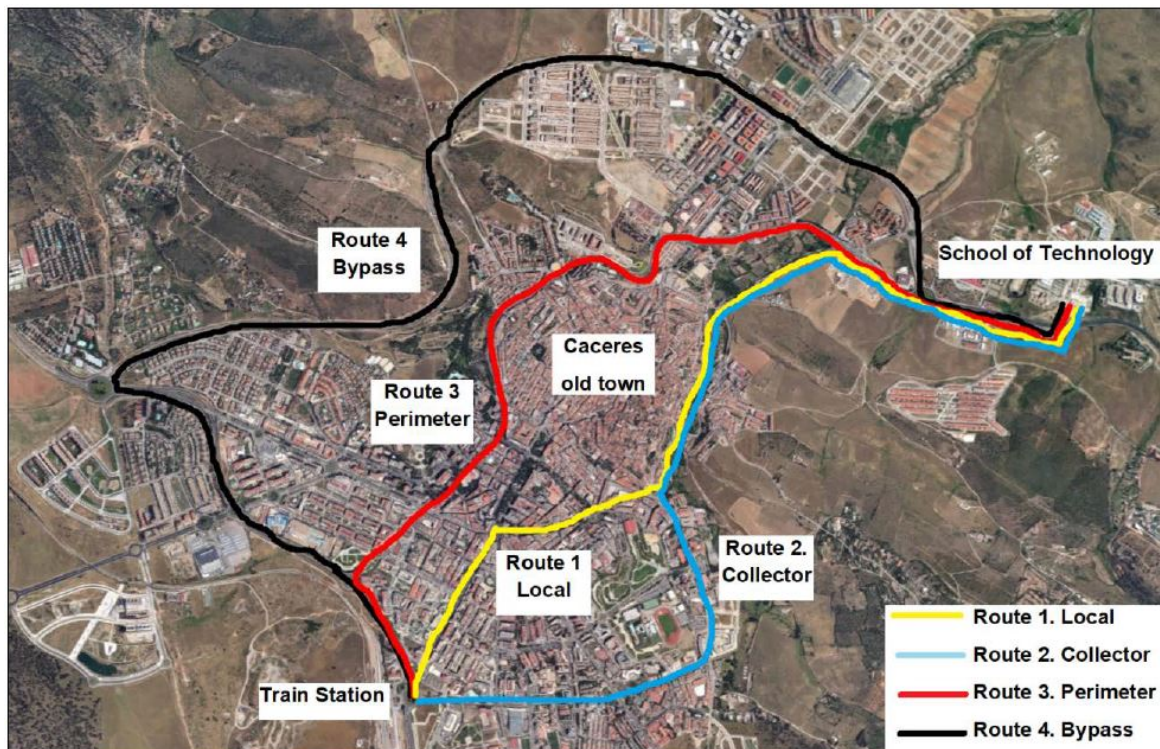 Route 4
Bypass
School of Technology
Caceres
old town
Route 3
Perimeter
Route 1
Local
Route 2.
Collector
Train Station
Route 1. Local
Route 2. Collector
Route 3. Perimeter
Route 4. Bypass